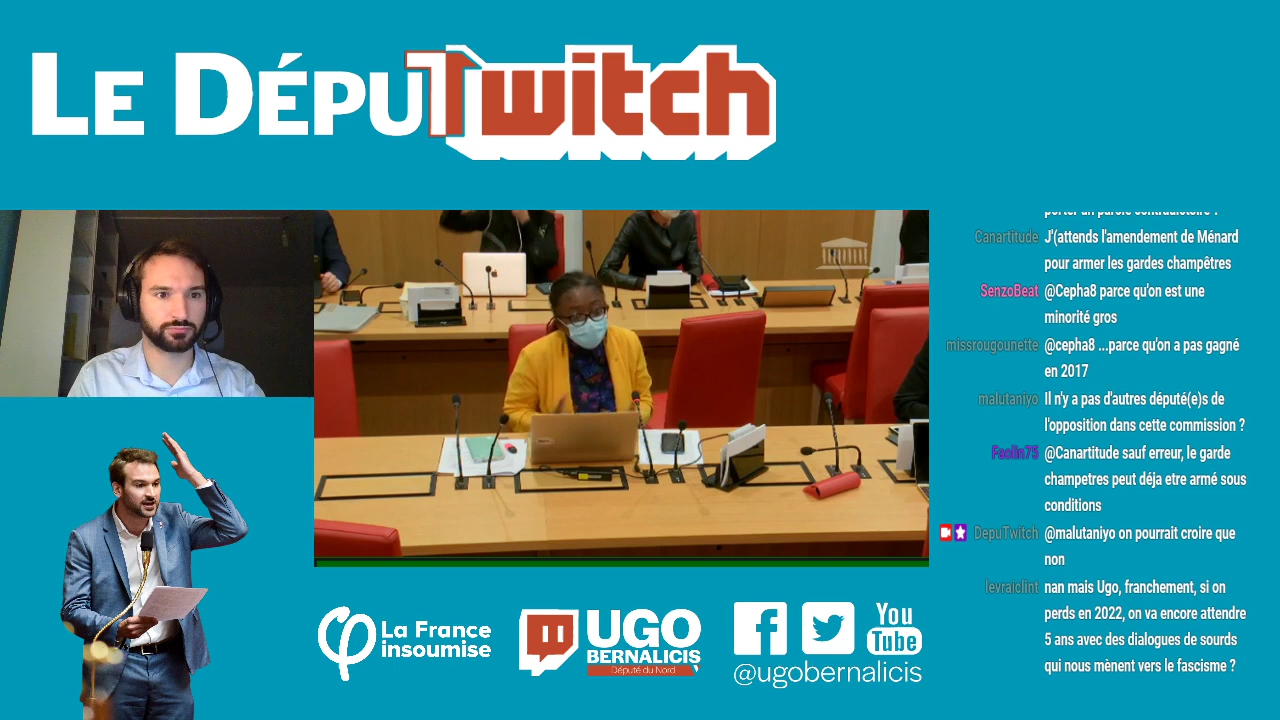 LE DÉPUTwitch
porter un parole contradictoire ?
Canartitude J'(attends l'amendement de Ménard
pour armer les gardes champêtres
SenzoBeat @Cepha8 parce qu'on est une
minorité gros
missrougounette @cepha8 ...parce qu'on a pas gagné
en 2017
malutaniyo Il n'y a pas d'autres député(e)s de
l'opposition dans cette commission ?
Faolin75 @Canartitude sauf erreur, le garde
champetres peut déja etre armé sous
conditions
DepuTwitch @malutaniyo on pourrait croire que
non
levraiclint nan mais Ugo, franchement, si on
perds en 2022, on va encore attendre
5 ans avec des dialogues de sourds
qui nous mènent vers le fascisme ?
La France
insoumise
UGO
BERNALICIS
Député du Nord
You
Tube
@ugobernalicis